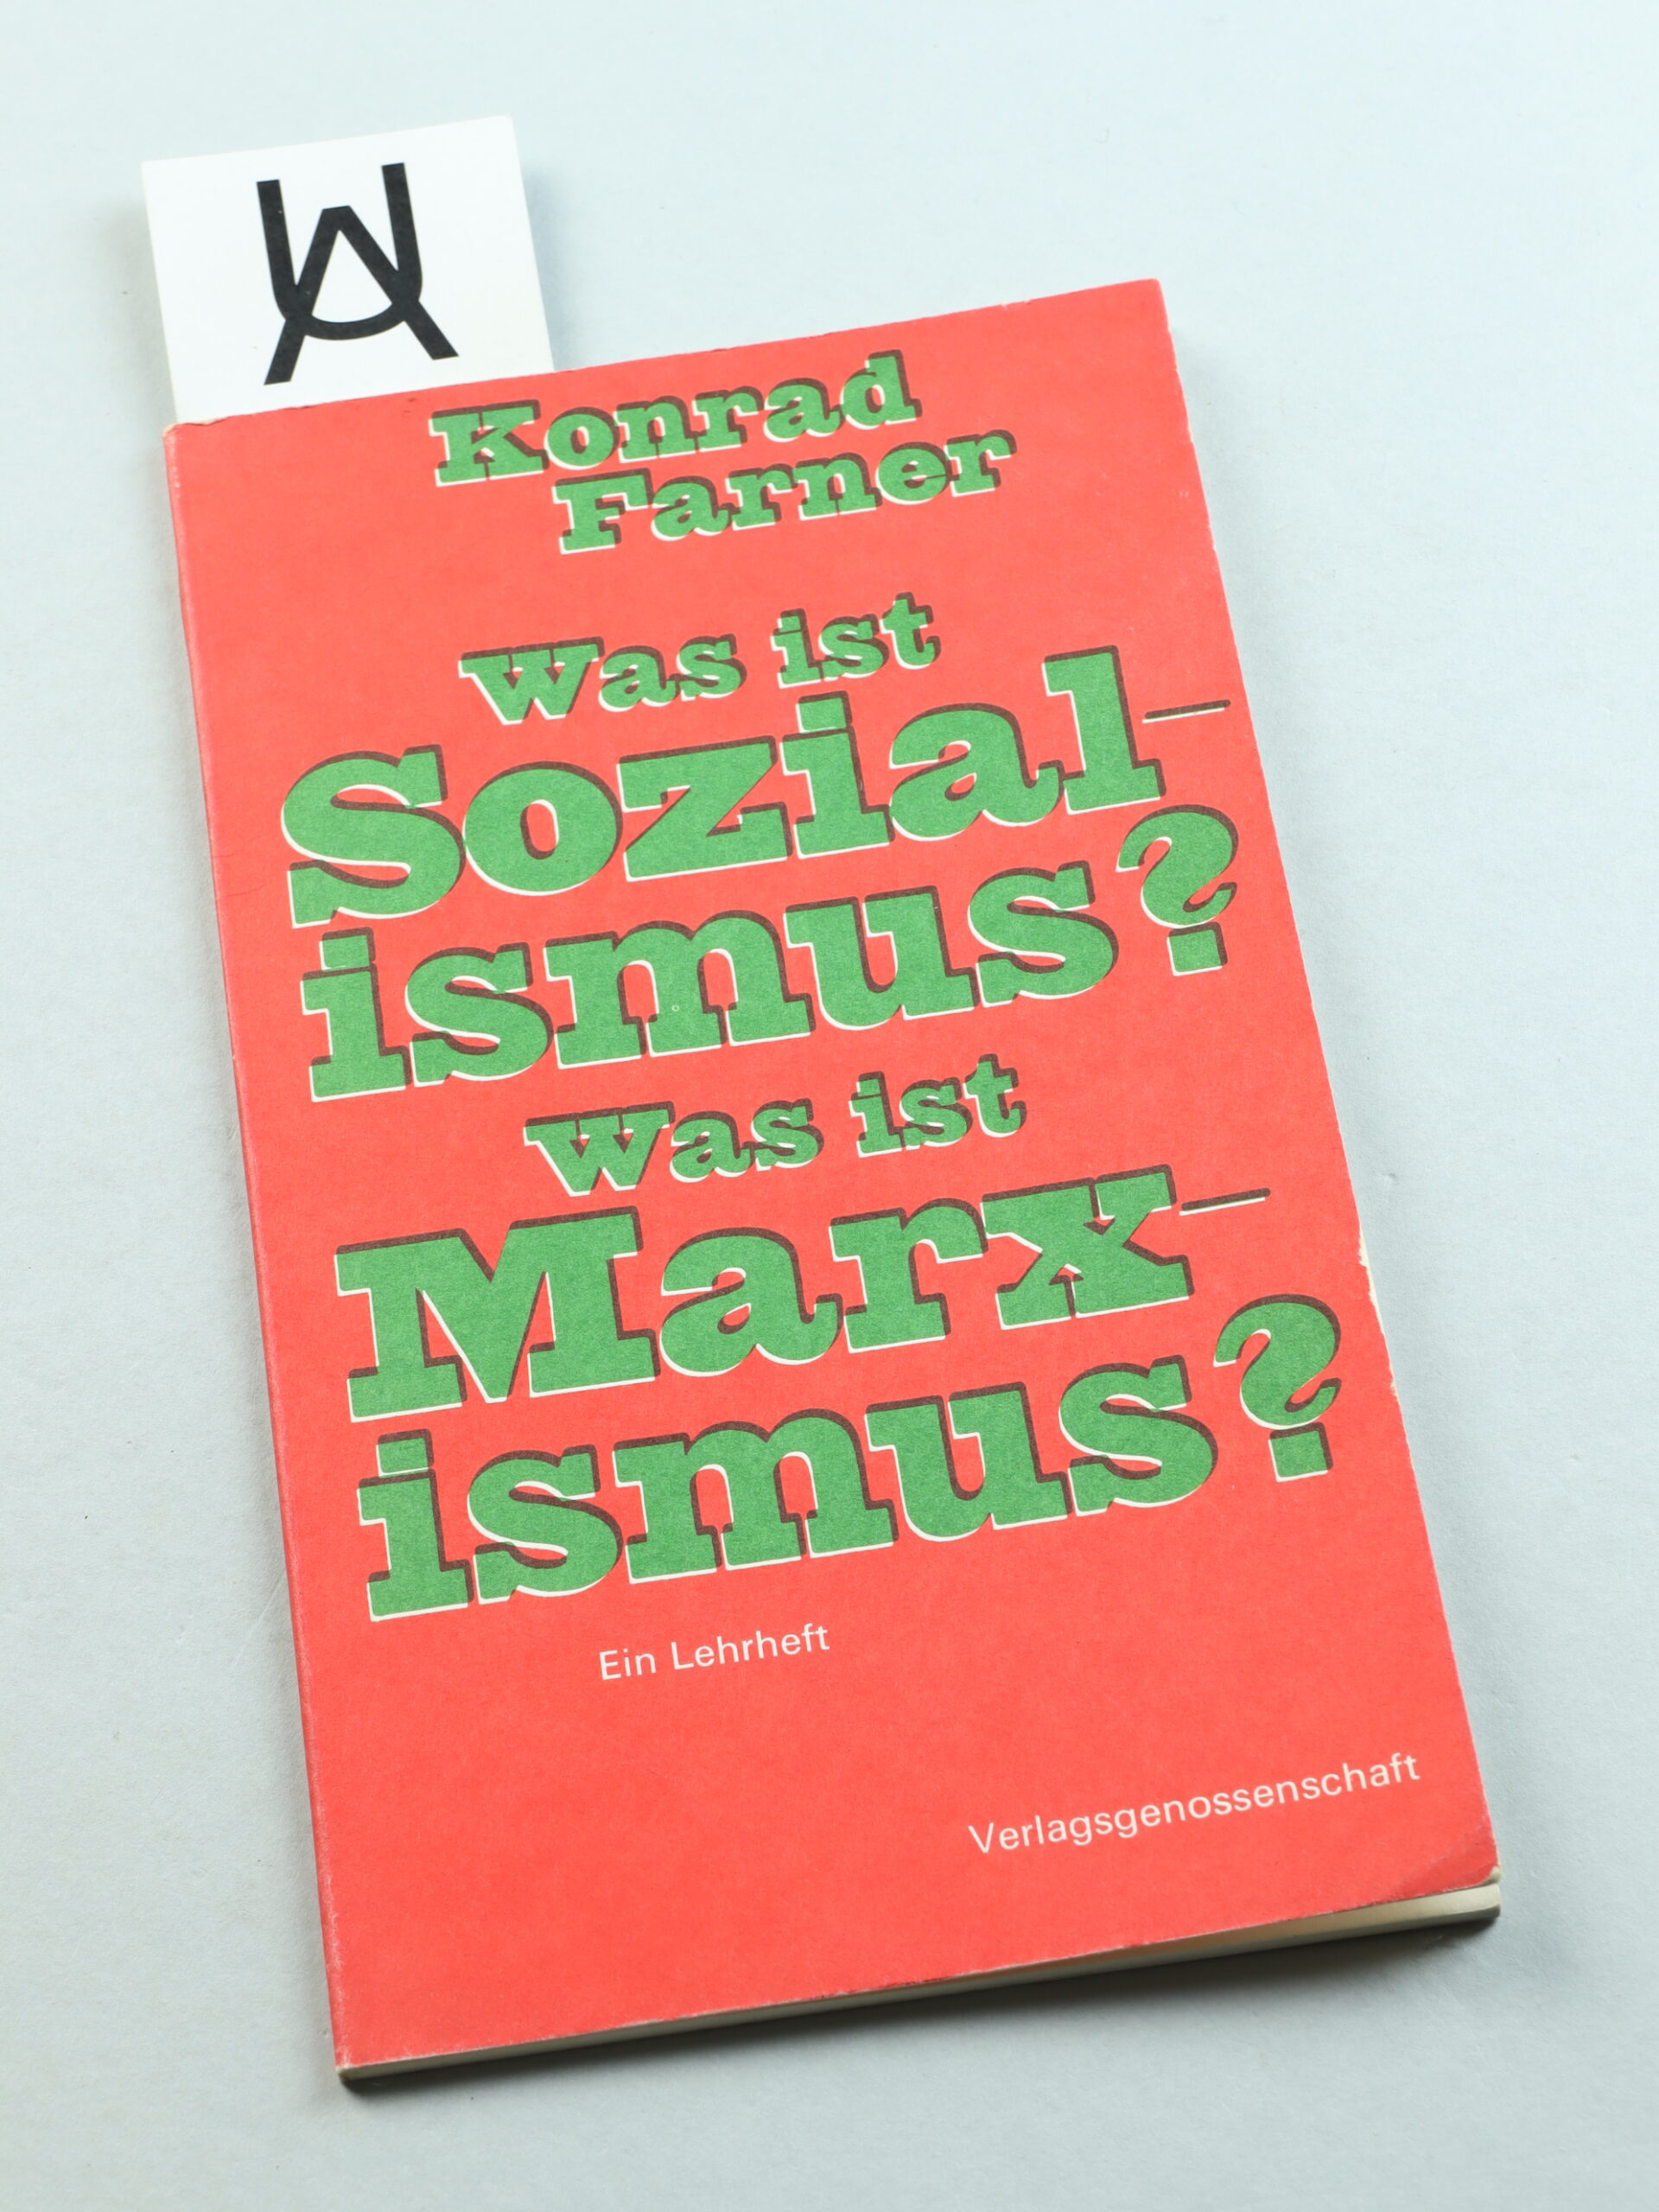 Konrad
Farner
Was ist
Sozial-
ismus?
Was ist
Marx-
ismus?
Ein Lehrheft
Verlagsgenossenschaft